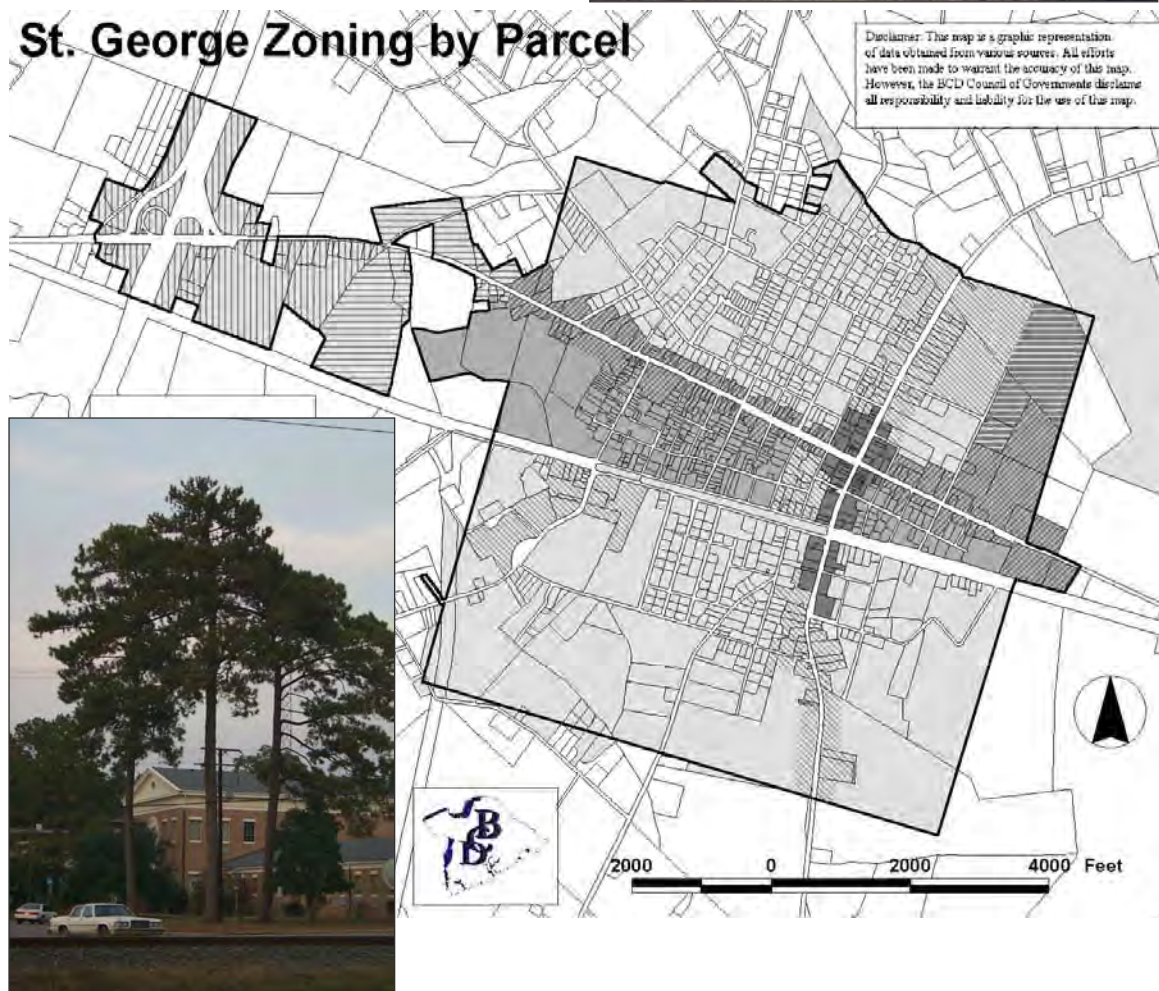 St. George Zoning by Parcel
Disclaimer: This map is a graphic representation
of data obtained from various sources. All efforts
have been made to warrant the accuracy of this map.
However, the BCD Council of Governments disclaims
all responsibility and liability for the use of this map.
B
C
D
2000 0 2000 4000 Feet